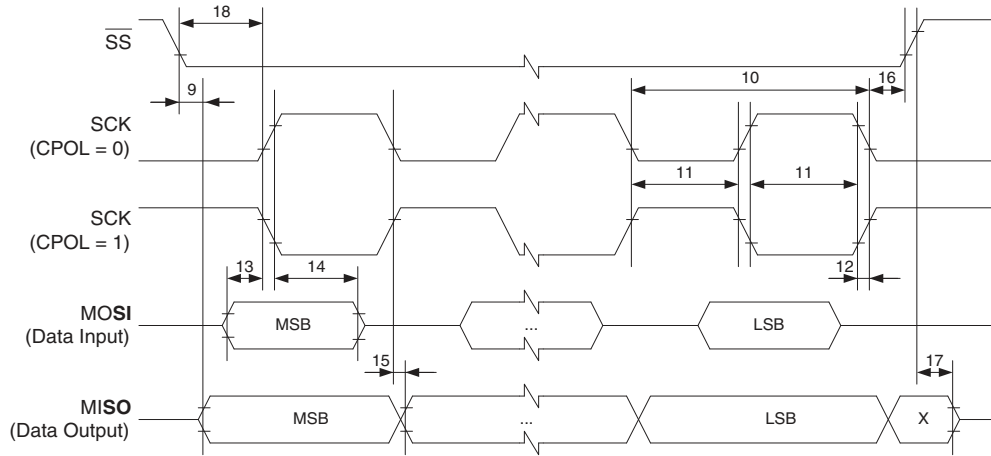 18
SS
9
10
16
SCK
(CPOL = 0)
11
11
SCK
(CPOL = 1)
13
14
12
MOSI
(Data Input)
MSB
...
LSB
15
17
MISO
(Data Output)
MSB
...
LSB
X